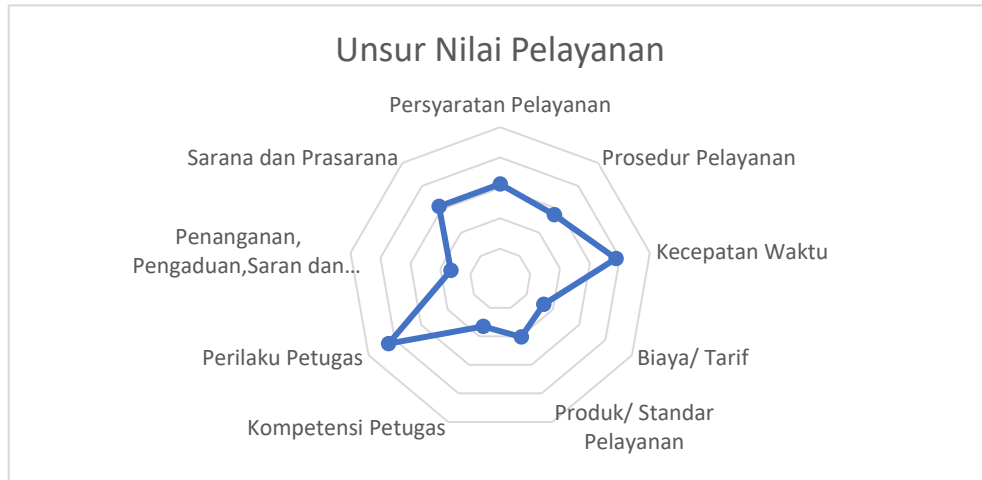 Unsur Nilai Pelayanan
Persyaratan Pelayanan
Prosedur Pelayanan
Kecepatan Waktu
Biaya/ Tarif
Produk/ Standar
Pelayanan
Kompetensi Petugas
Perilaku Petugas
Penanganan,
Pengaduan,Saran dan…
Sarana dan Prasarana